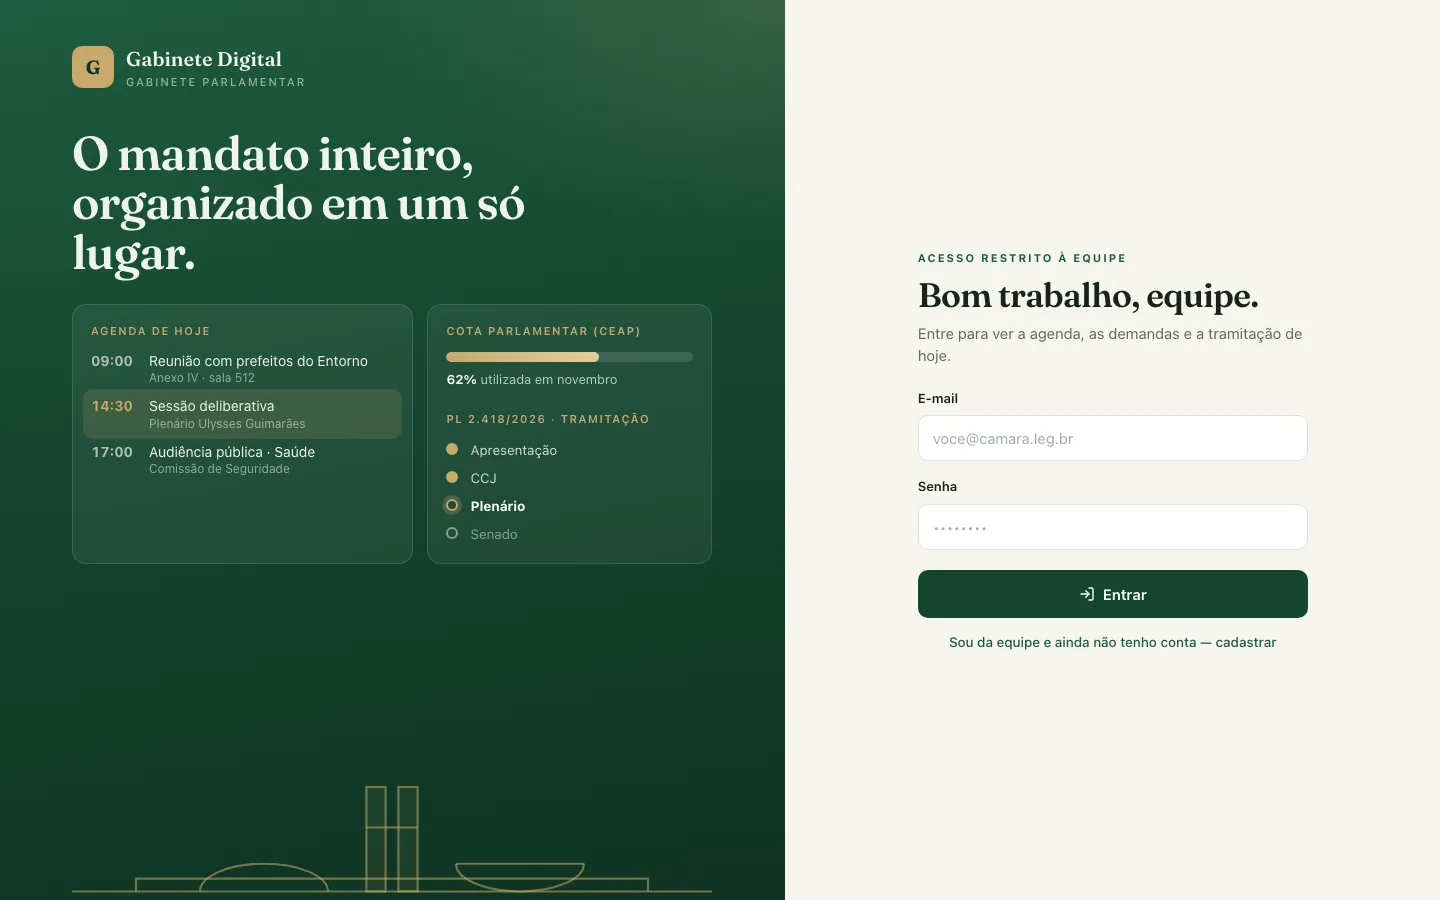 G
Gabinete Digital
GABINETE PARLAMENTAR
O mandato inteiro,
organizado em um só
lugar.
AGENDA DE HOJE
09:00 Reunião com prefeitos do Entorno
Anexo IV · sala 512
14:30 Sessão deliberativa
Plenário Ulysses Guimarães
17:00 Audiência pública · Saúde
Comissão de Seguridade
COTA PARLAMENTAR (CEAP)
62% utilizada em novembro
PL 2.418/2026 · TRAMITAÇÃO
Apresentação
CCJ
Plenário
Senado
ACESSO RESTRITO À EQUIPE
Bom trabalho, equipe.
Entre para ver a agenda, as demandas e a tramitação de
hoje.
E-mail
voce@camara.leg.br
Senha
••••••••
Entrar
Sou da equipe e ainda não tenho conta — cadastrar